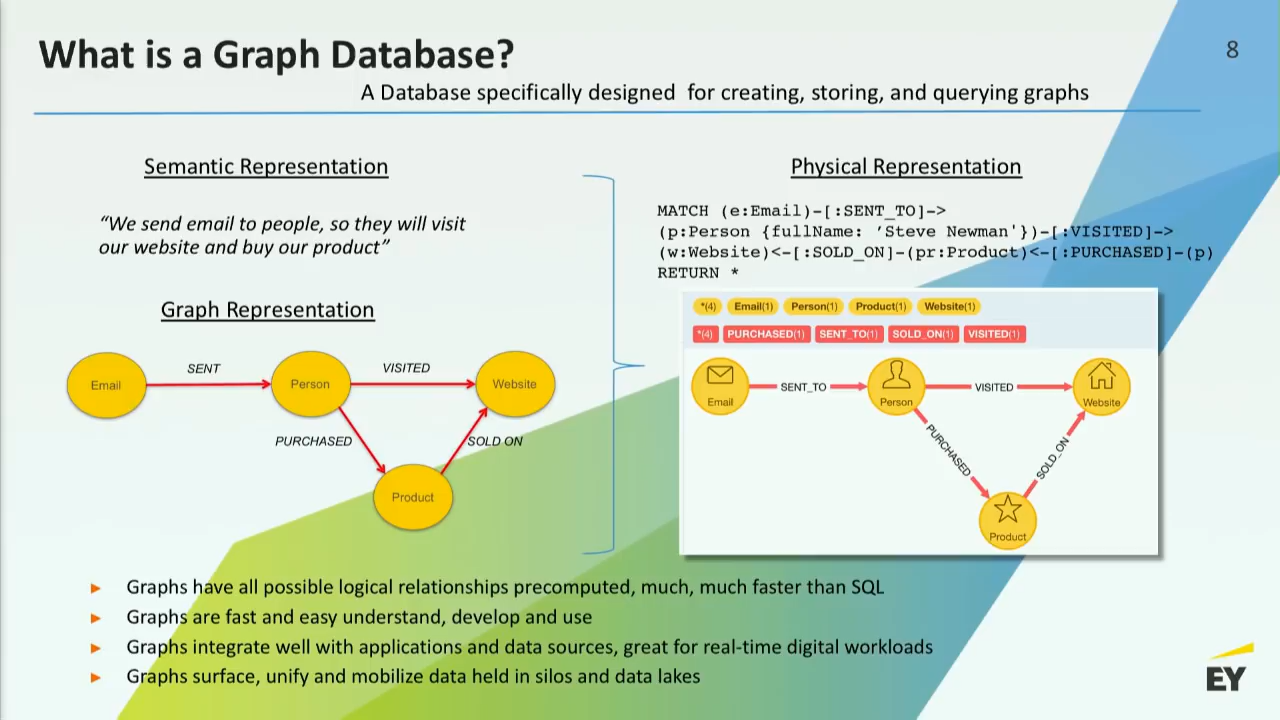 What is a Graph Database?
8
A Database specifically designed  for creating, storing, and querying graphs
Semantic Representation
“We send email to people, so they will visit
our website and buy our product”
Graph Representation
Email
SENT
Person
VISITED
Website
PURCHASED
SOLD ON
Product
Physical Representation
MATCH (e:Email)-[:SENT_TO]->
(p:Person {fullName: ‘Steve Newman'})-[:VISITED]->
(w:Website)<-[:SOLD_ON]-(pr:Product)<-[:PURCHASED]-(p)
RETURN *
*(4) Email(1) Person(1) Product(1) Website(1)
*(4) PURCHASED(1) SENT_TO(1) SOLD_ON(1) VISITED(1)
Email
SENT_TO
Person
VISITED
Website
PURCHASED
SOLD_ON
Product
Graphs have all possible logical relationships precomputed, much, much faster than SQL
Graphs are fast and easy understand, develop and use
Graphs integrate well with applications and data sources, great for real-time digital workloads
Graphs surface, unify and mobilize data held in silos and data lakes
EY